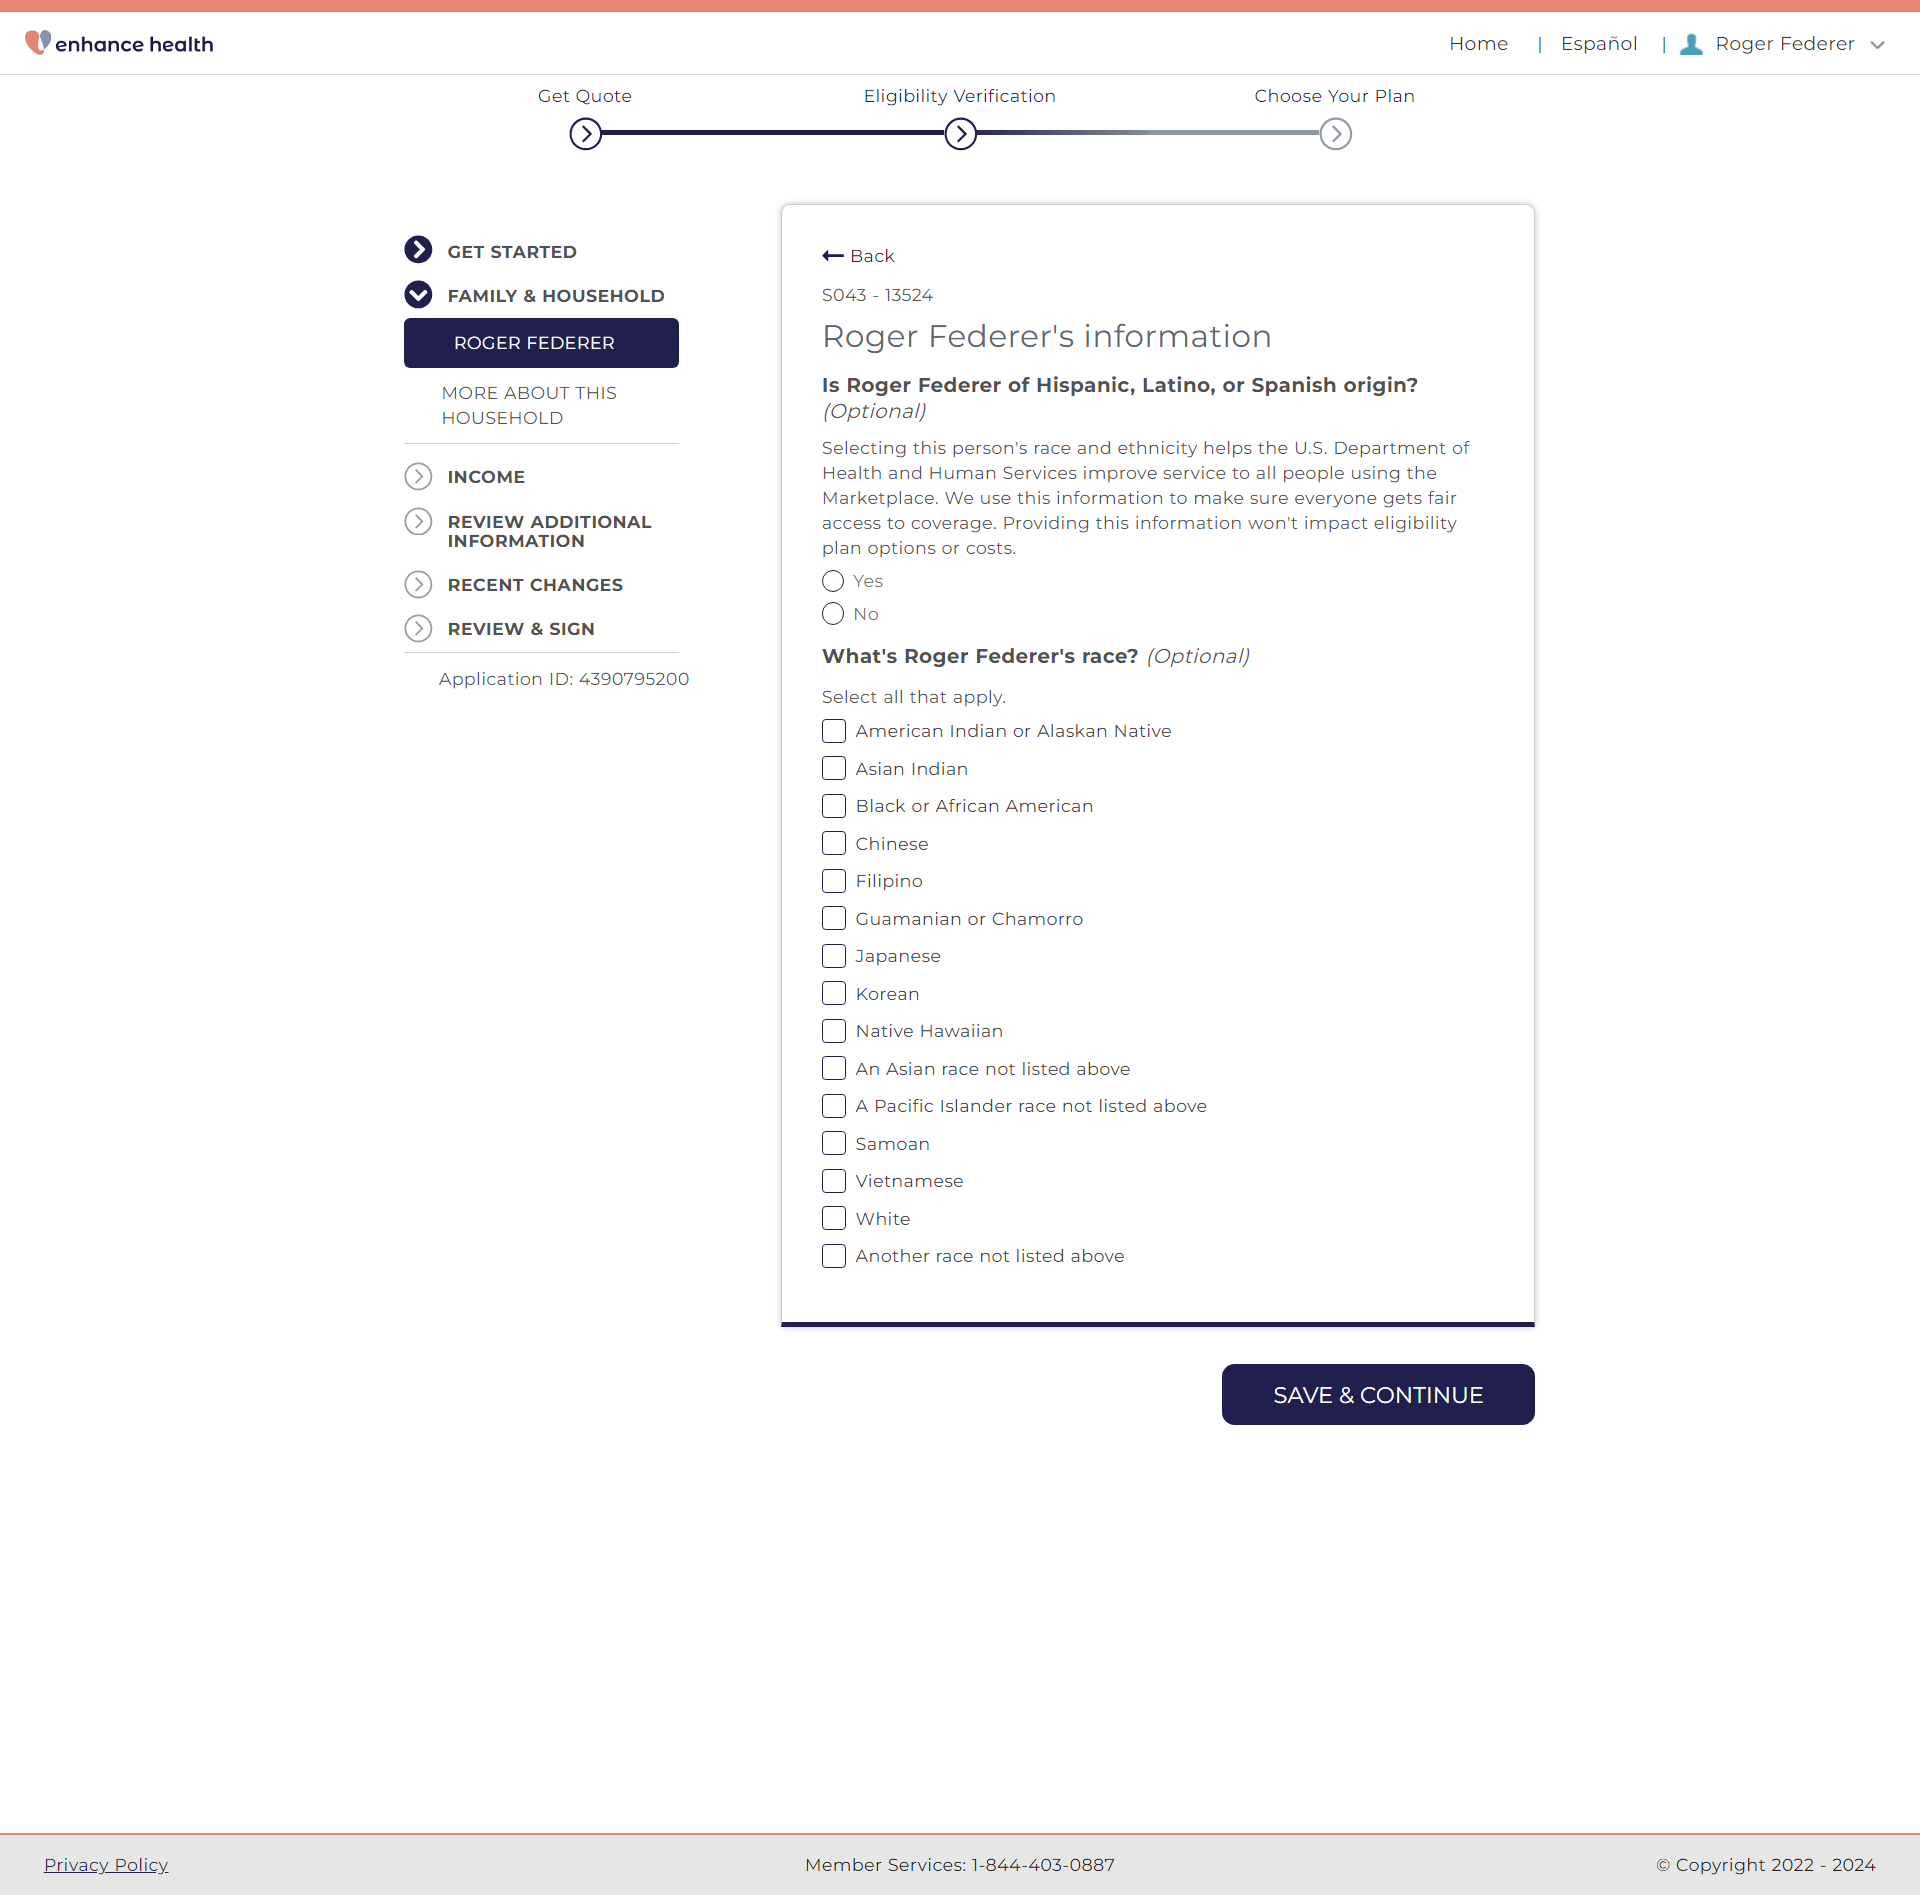 enhance health
Home | Español | Roger Federer
Get Quote
Eligibility Verification
Choose Your Plan
GET STARTED
FAMILY & HOUSEHOLD
ROGER FEDERER
MORE ABOUT THIS
HOUSEHOLD
INCOME
REVIEW ADDITIONAL
INFORMATION
RECENT CHANGES
REVIEW & SIGN
Application ID: 4390795200
Back
S043 - 13524
Roger Federer's information
Is Roger Federer of Hispanic, Latino, or Spanish origin?
(Optional)
Selecting this person's race and ethnicity helps the U.S. Department of
Health and Human Services improve service to all people using the
Marketplace. We use this information to make sure everyone gets fair
access to coverage. Providing this information won't impact eligibility
plan options or costs.
Yes
No
What's Roger Federer's race? (Optional)
Select all that apply.
American Indian or Alaskan Native
Asian Indian
Black or African American
Chinese
Filipino
Guamanian or Chamorro
Japanese
Korean
Native Hawaiian
An Asian race not listed above
A Pacific Islander race not listed above
Samoan
Vietnamese
White
Another race not listed above
SAVE & CONTINUE
Privacy Policy
Member Services: 1-844-403-0887
© Copyright 2022 - 2024